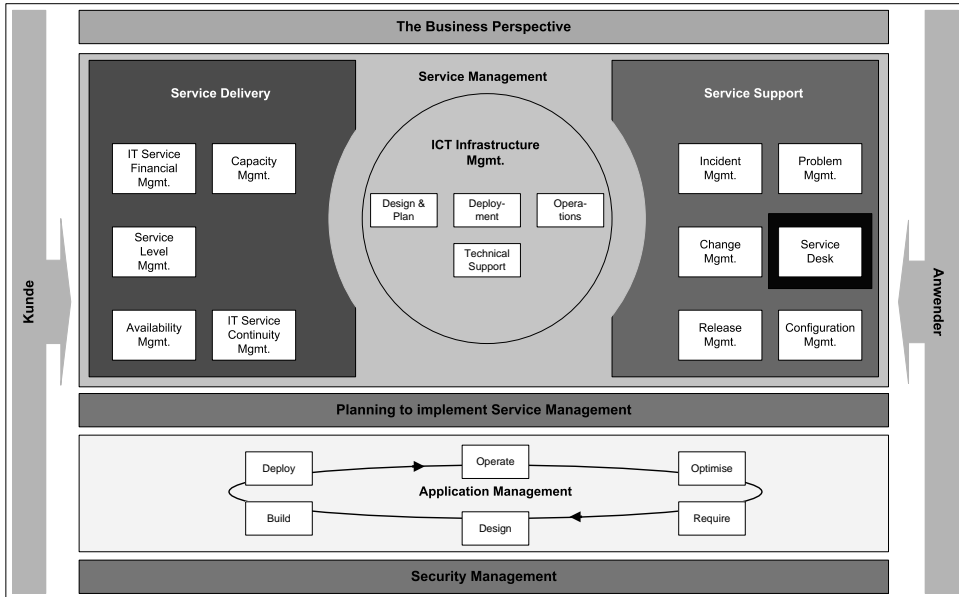 The Business Perspective
Service Management
Service Delivery
IT Service
Financial
Mgmt.
Capacity
Mgmt.
Service
Level
Mgmt.
Availability
Mgmt.
IT Service
Continuity
Mgmt.
ICT Infrastructure
Mgmt.
Design &
Plan
Deploy-
ment
Opera-
tions
Technical
Support
Service Support
Incident
Mgmt.
Problem
Mgmt.
Change
Mgmt.
Service
Desk
Release
Mgmt.
Configuration
Mgmt.
Kunde
Anwender
Planning to implement Service Management
Deploy
Operate
Optimise
Application Management
Build
Design
Require
Security Management